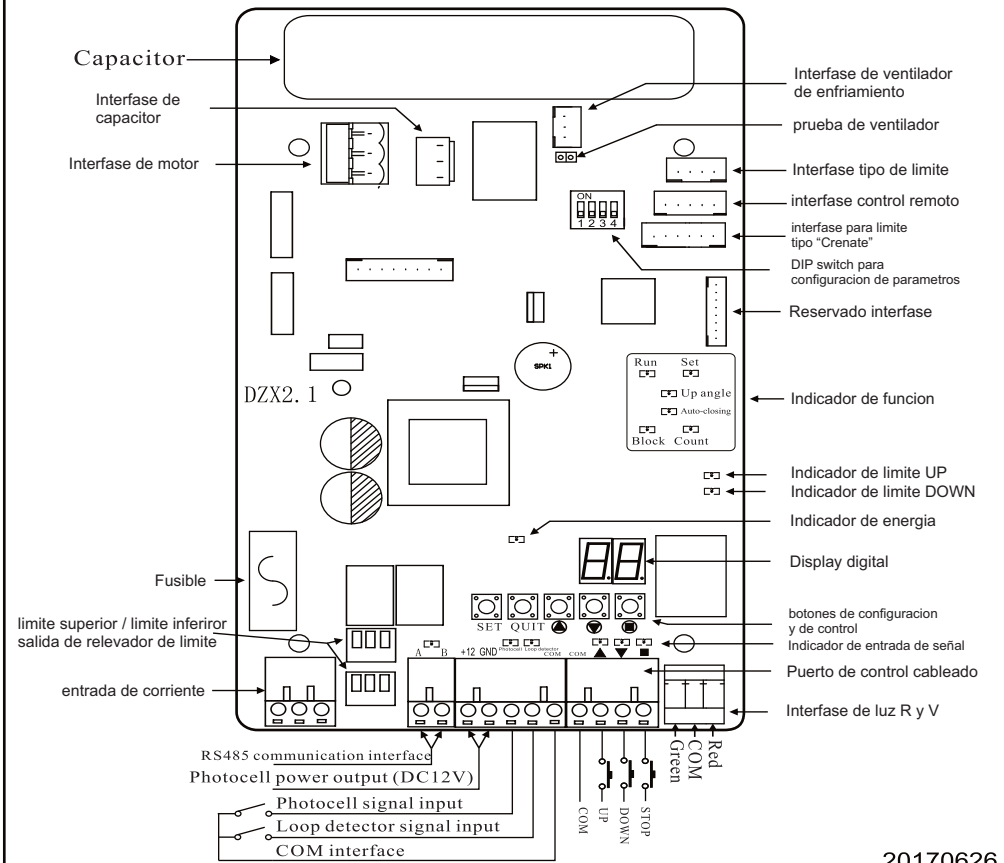 Capacitor
Interfase de
capacitor
Interfase de motor
Interfase de ventilador
de enfriamiento
prueba de ventilador
Interfase tipo de limite
interfase control remoto
interfase para limite
tipo “Crenate”
DIP switch para
configuracion de parametros
Reservado interfase
ON
1 2 3 4
SPK1
+
DZX2.1
Run Set
Up angle
Auto-closing
Block Count
Indicador de funcion
Indicador de limite UP
Indicador de limite DOWN
Indicador de energia
Display digital
88
Fusible
S
SET QUIT
botones de configuracion
y de control
Indicador de entrada de señal
limite superior / limite inferiror
salida de relevador de limite
A B +12 GND Photocell Loop detector COM COM
Puerto de control cableado
entrada de corriente
Interfase de luz R y V
Green
COM
Red
RS485 communication interface
Photocell power output (DC12V)
Photocell signal input
Loop detector signal input
COM interface
COM
UP
DOWN
STOP
20170626